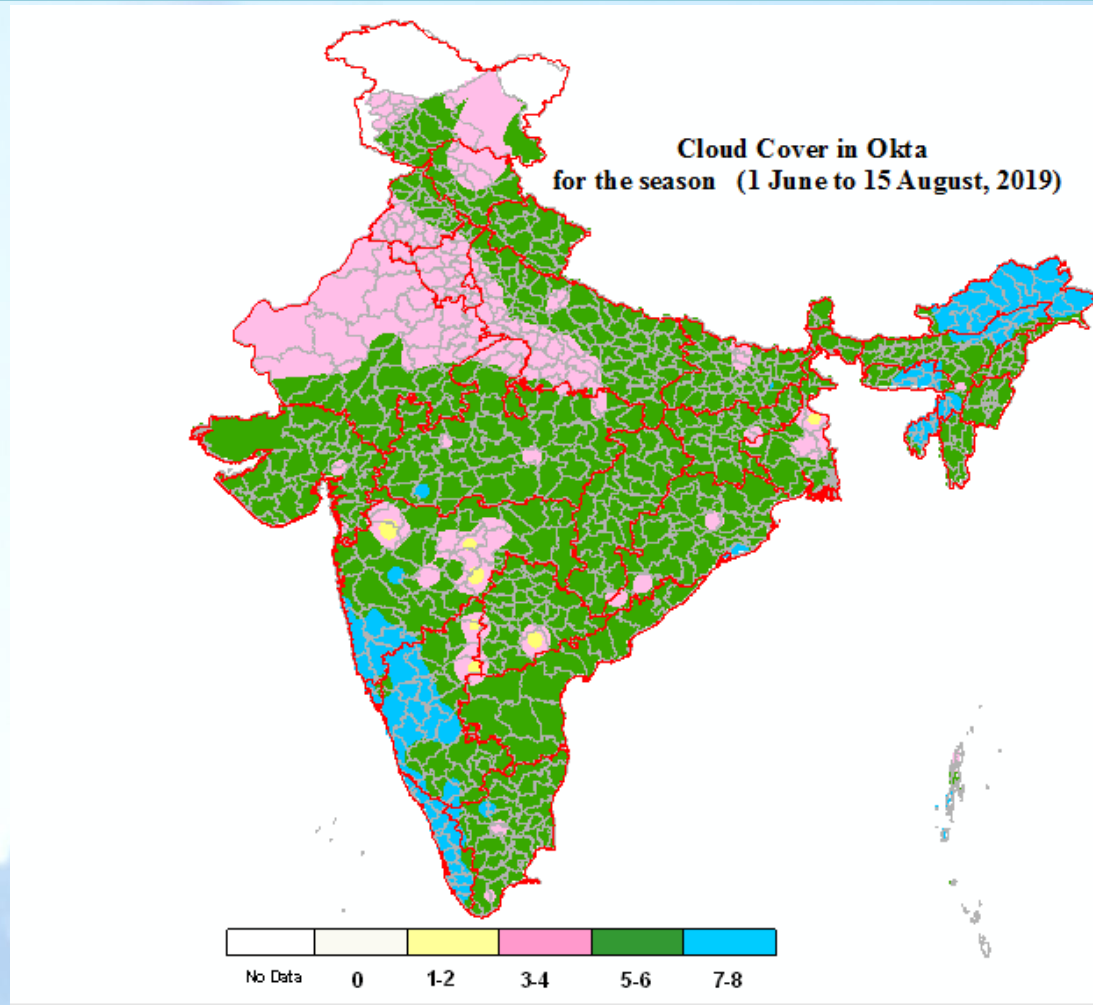 Cloud Cover in Okta
for the season (1 June to 15 August, 2019)
No Data 0 1-2 3-4 5-6 7-8